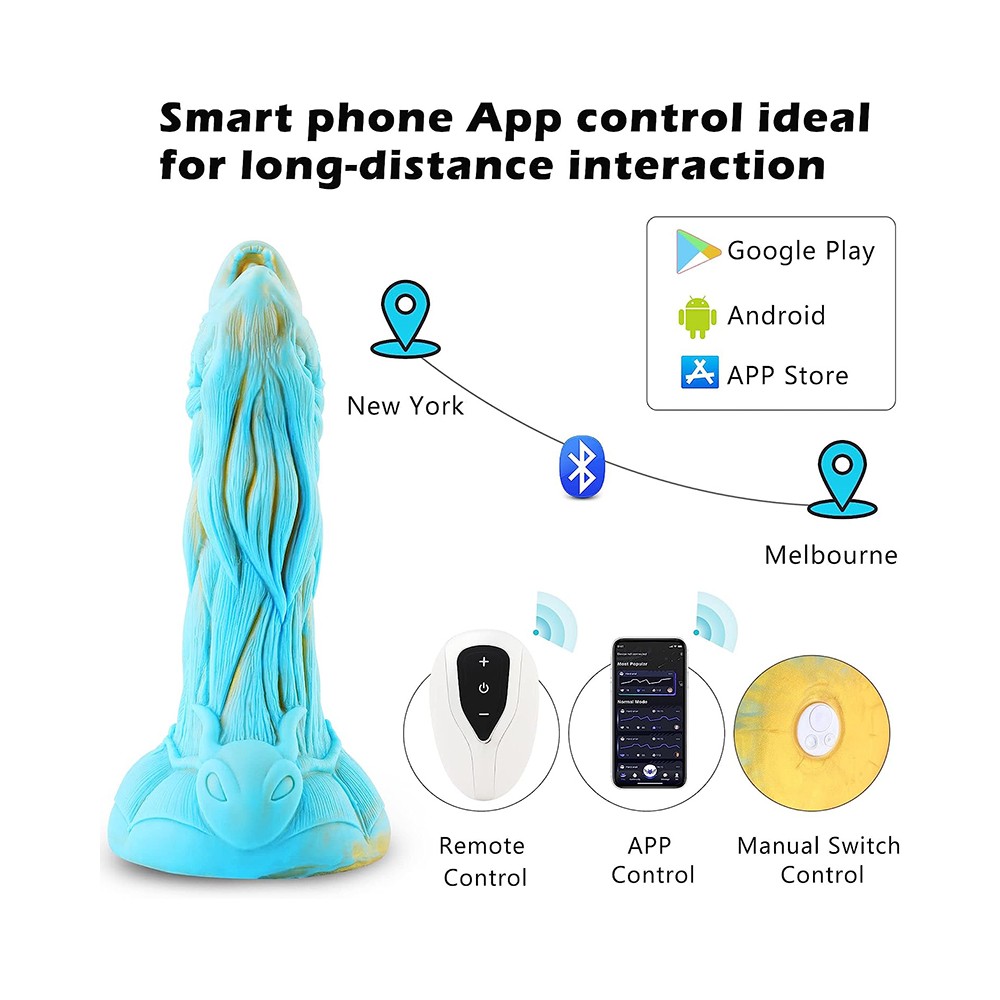 Smart phone App control ideal
for long-distance interaction
Google Play
Android
APP Store
New York
Melbourne
Most Popular
Normal Mode
Remote
Control
APP
Control
Manual Switch
Control